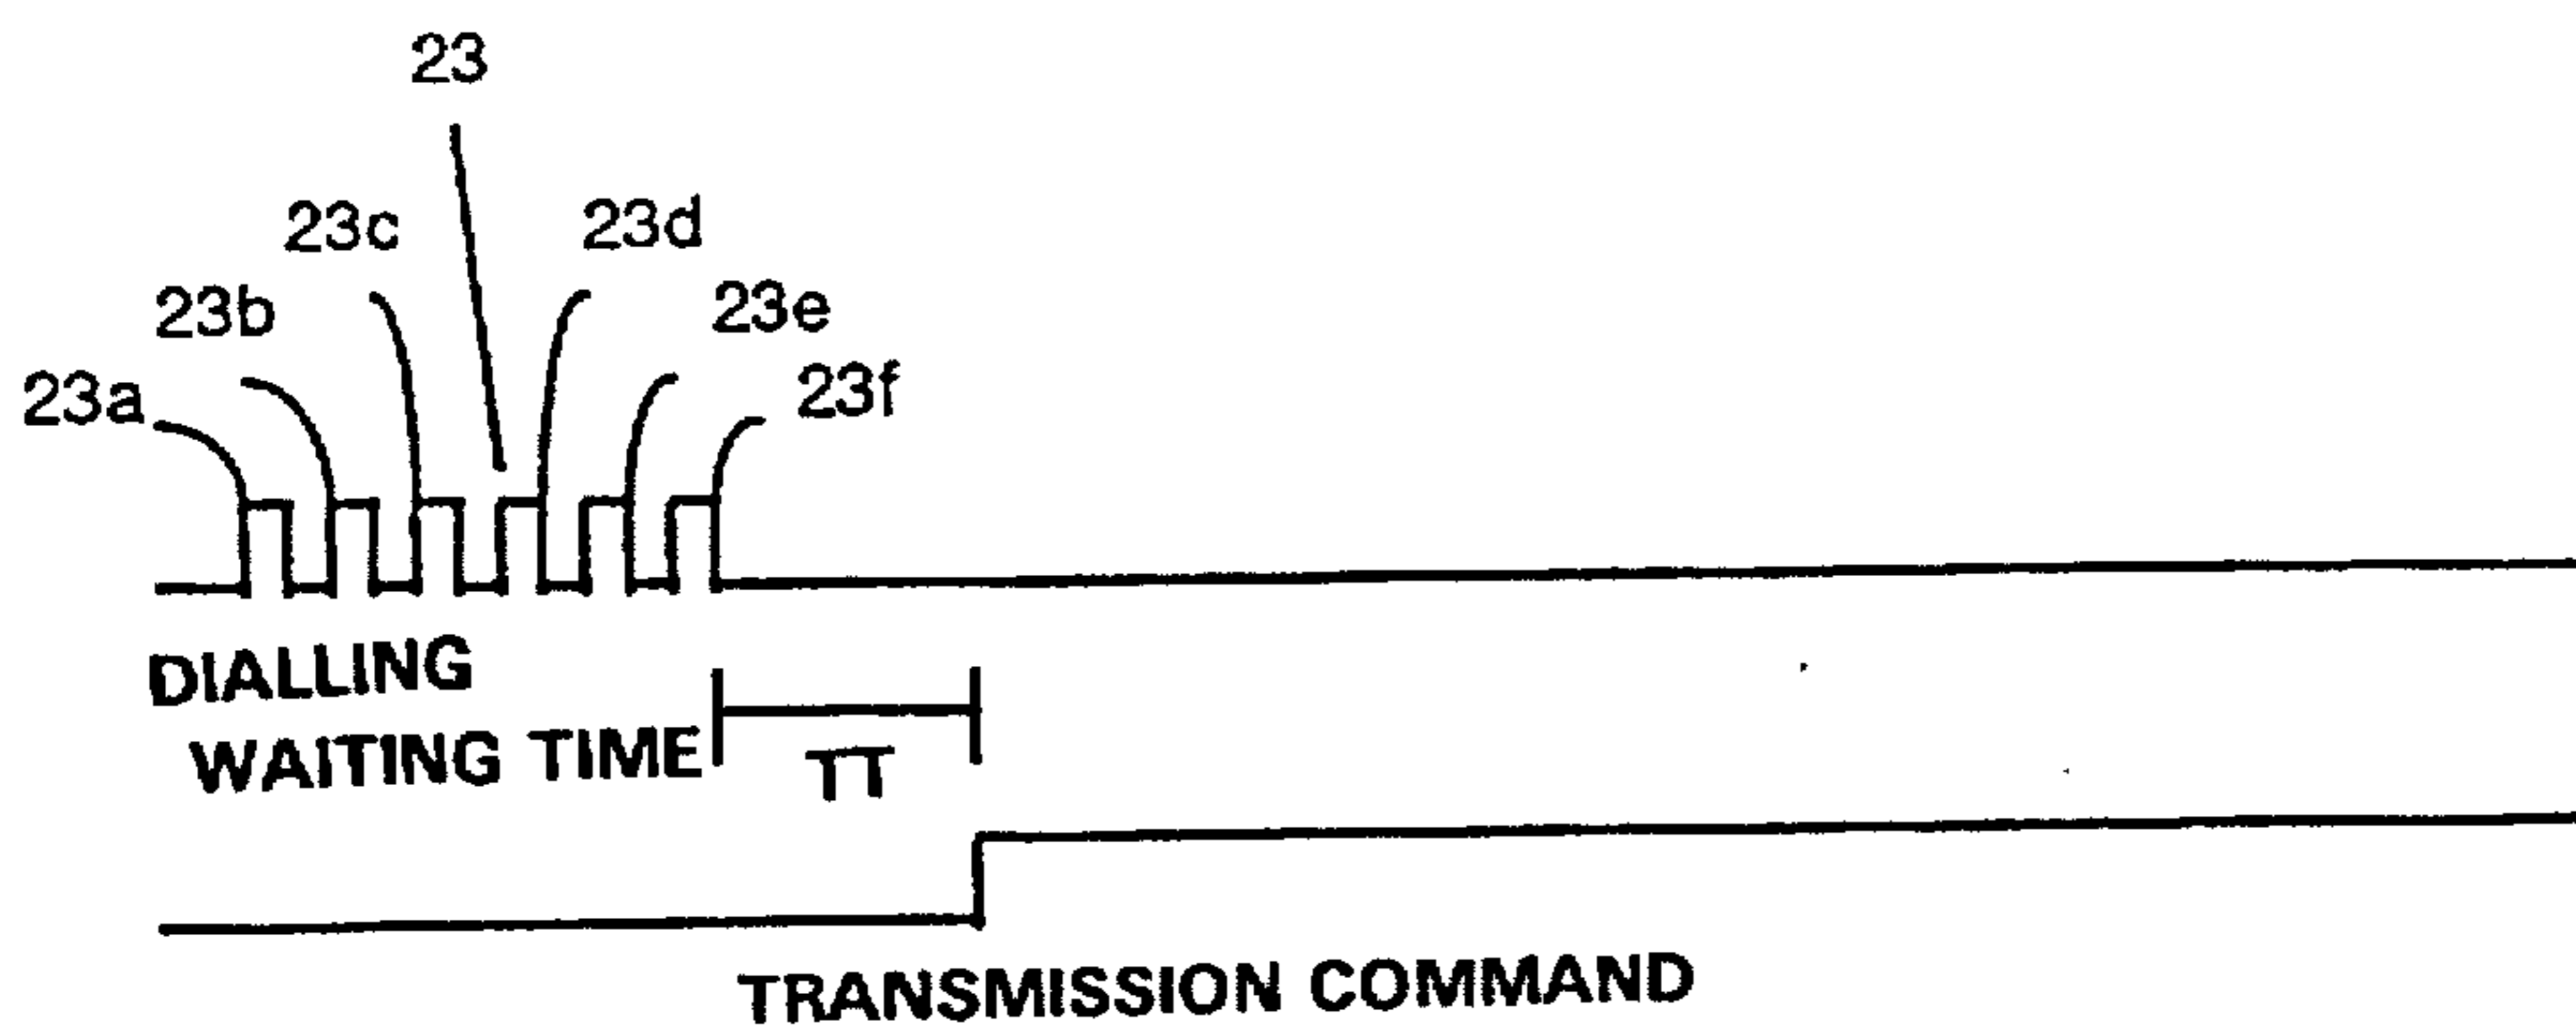 23
23c
23d
23b
23e
23a
23f
DIALLING
WAITING TIME
TT
TRANSMISSION COMMAND